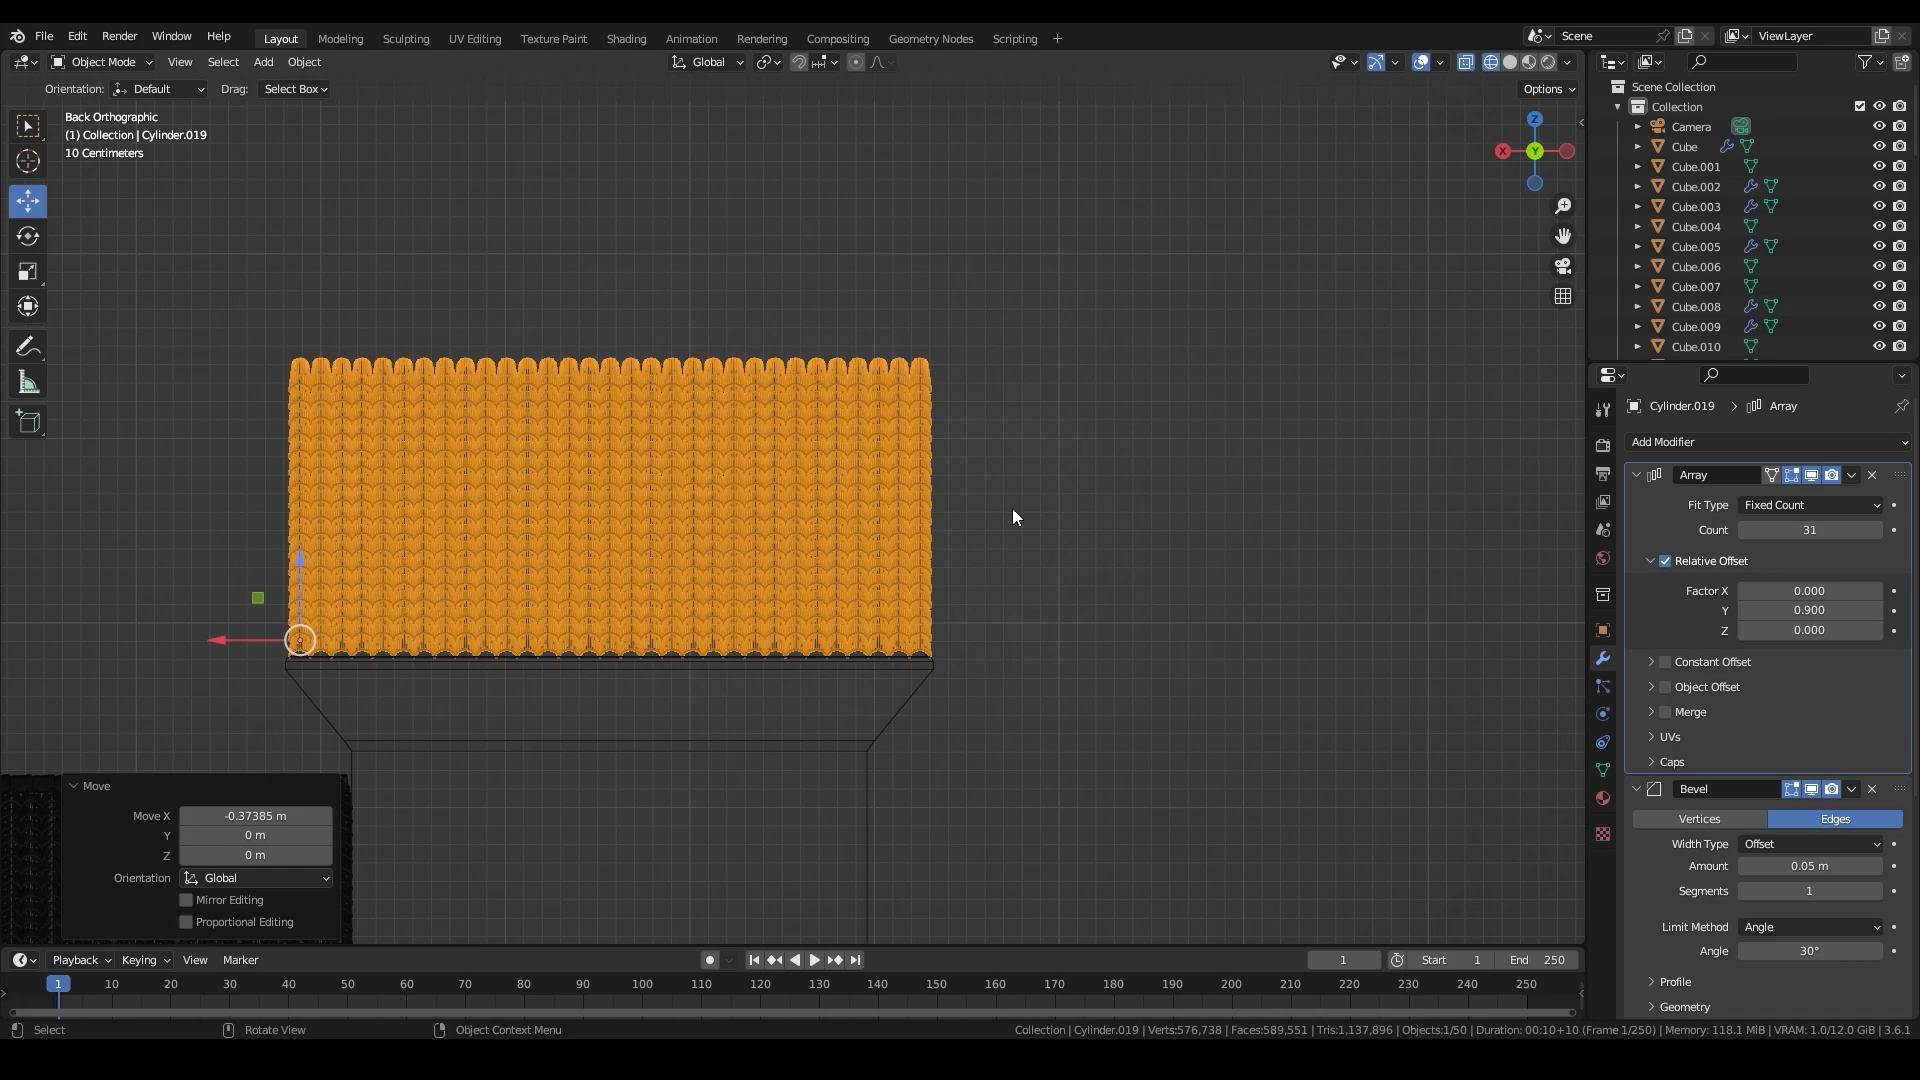 File Edit Render Window Help Layout Modeling Sculpting UV Editing Texture Paint Shading Animation Rendering Compositing Geometry Nodes Scripting + Scene ViewLayer
Object Mode View Select Add Object Global
Orientation: Default Drag: Select Box Options
Back Orthographic
(1) Collection | Cylinder.019
10 Centimeters
Z
X
Y
Scene Collection
Collection
Camera
Cube
Cube.001
Cube.002
Cube.003
Cube.004
Cube.005
Cube.006
Cube.007
Cube.008
Cube.009
Cube.010
Cylinder.019 > Array
Add Modifier
Array
Fit Type Fixed Count
Count 31
Relative Offset
Factor X 0.000
Y 0.900
Z 0.000
Constant Offset
Object Offset
Merge
UVs
Caps
Bevel
Vertices Edges
Width Type Offset
Amount 0.05 m
Segments 1
Limit Method Angle
Angle 30°
Profile
Geometry
Move
Move X -0.37385 m
Y 0 m
Z 0 m
Orientation Global
Mirror Editing
Proportional Editing
Playback Keying View Marker 1 Start 1 End 250
1 10 20 30 40 50 60 70 80 90 100 110 120 130 140 150 160 170 180 190 200 210 220 230 240 250
Select Rotate View Object Context Menu Collection | Cylinder.019 | Verts:576,738 | Faces:589,551 | Tris:1,137,896 | Objects:1/50 | Duration: 00:10+10 (Frame 1/250) | Memory: 118.1 MiB | VRAM: 1.0/12.0 GiB | 3.6.1